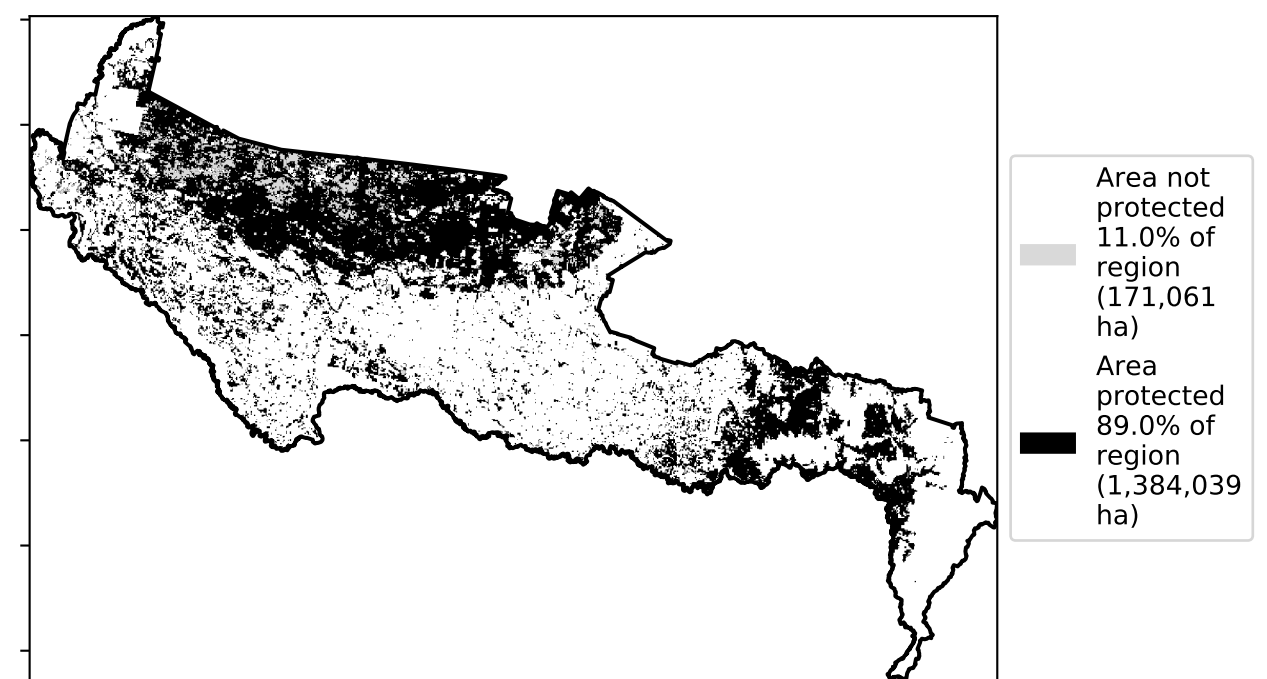 Area not
protected
11.0% of
region
(171,061
ha)
Area
protected
89.0% of
region
(1,384,039
ha)